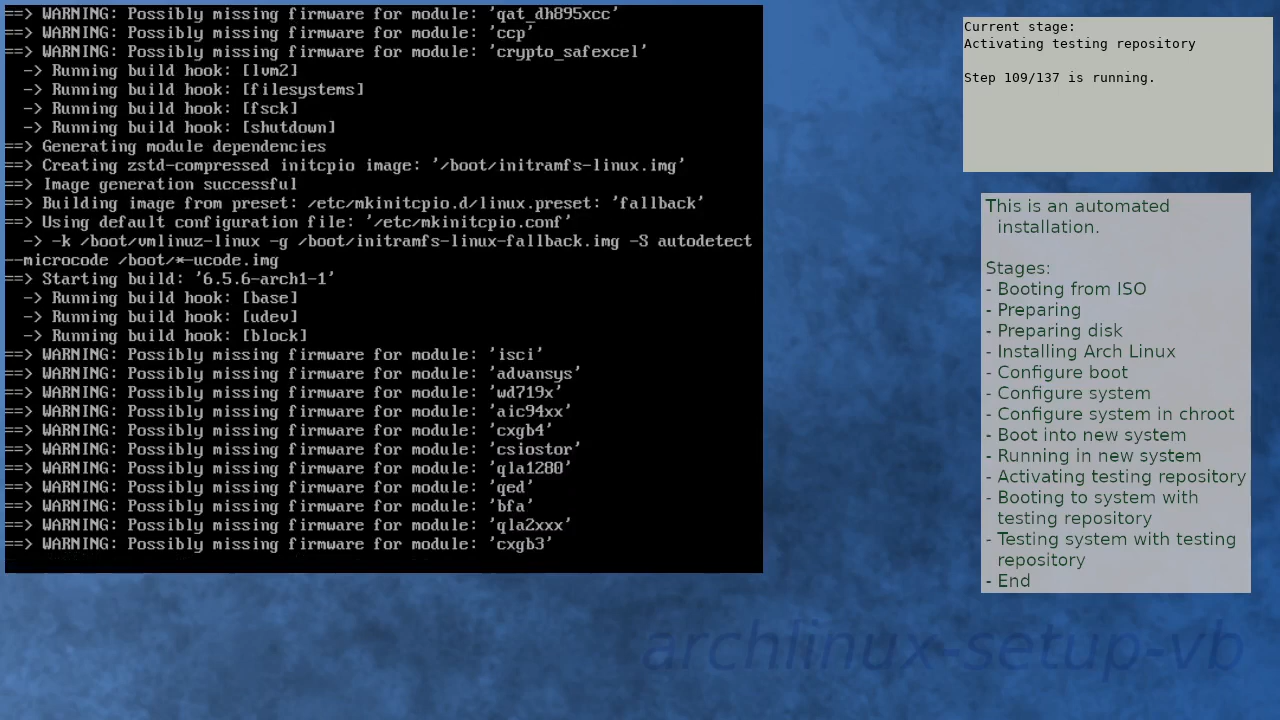 ==> WARNING: Possibly missing firmware for module: 'qat_dh895xcc'
==> WARNING: Possibly missing firmware for module: 'ccp'
==> WARNING: Possibly missing firmware for module: 'crypto_safexcel'
  -> Running build hook: [lvm2]
  -> Running build hook: [filesystems]
  -> Running build hook: [fsck]
  -> Running build hook: [shutdown]
==> Generating module dependencies
==> Creating zstd-compressed initcpio image: '/boot/initramfs-linux.img'
==> Image generation successful
==> Building image from preset: /etc/mkinitcpio.d/linux.preset: 'fallback'
==> Using default configuration file: '/etc/mkinitcpio.conf'
  -> -k /boot/vmlinuz-linux -g /boot/initramfs-linux-fallback.img -S autodetect
--microcode /boot/*-ucode.img
==> Starting build: '6.5.6-arch1-1'
  -> Running build hook: [base]
  -> Running build hook: [udev]
  -> Running build hook: [block]
==> WARNING: Possibly missing firmware for module: 'isci'
==> WARNING: Possibly missing firmware for module: 'advansys'
==> WARNING: Possibly missing firmware for module: 'wd719x'
==> WARNING: Possibly missing firmware for module: 'aic94xx'
==> WARNING: Possibly missing firmware for module: 'cxgb4'
==> WARNING: Possibly missing firmware for module: 'csiostor'
==> WARNING: Possibly missing firmware for module: 'qla1280'
==> WARNING: Possibly missing firmware for module: 'qed'
==> WARNING: Possibly missing firmware for module: 'bfa'
==> WARNING: Possibly missing firmware for module: 'qla2xxx'
==> WARNING: Possibly missing firmware for module: 'cxgb3'
Current stage:
Activating testing repository
Step 109/137 is running.
This is an automated
installation.
Stages:
- Booting from ISO
- Preparing
- Preparing disk
- Installing Arch Linux
- Configure boot
- Configure system
- Configure system in chroot
- Boot into new system
- Running in new system
- Activating testing repository
- Booting to system with
testing repository
- Testing system with testing
repository
- End
archlinux-setup-vb